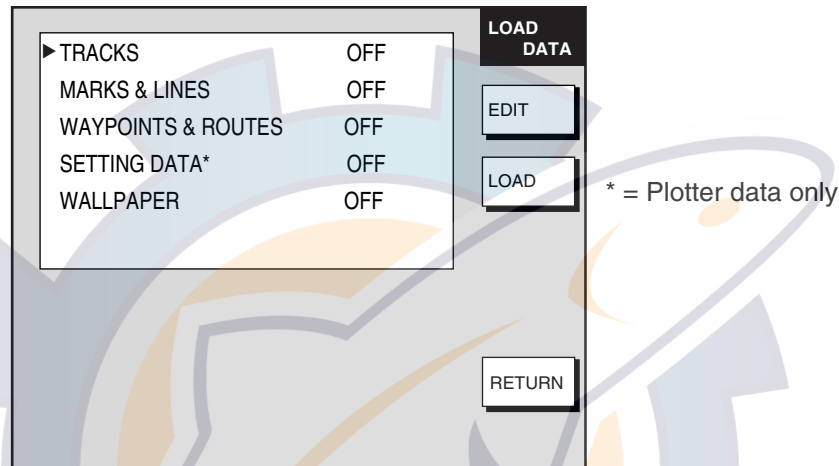 LOAD
DATA
▶TRACKS OFF
MARKS & LINES OFF
WAYPOINTS & ROUTES OFF
SETTING DATA* OFF
WALLPAPER OFF
EDIT
LOAD
RETURN
* = Plotter data only